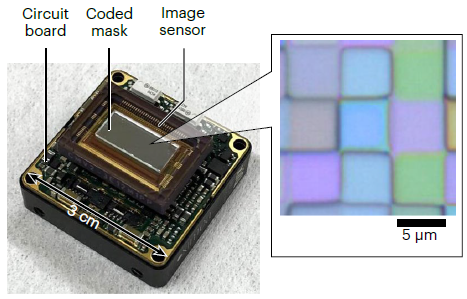 Circuit
board
Coded
mask
Image
sensor
3 cm
5 μm